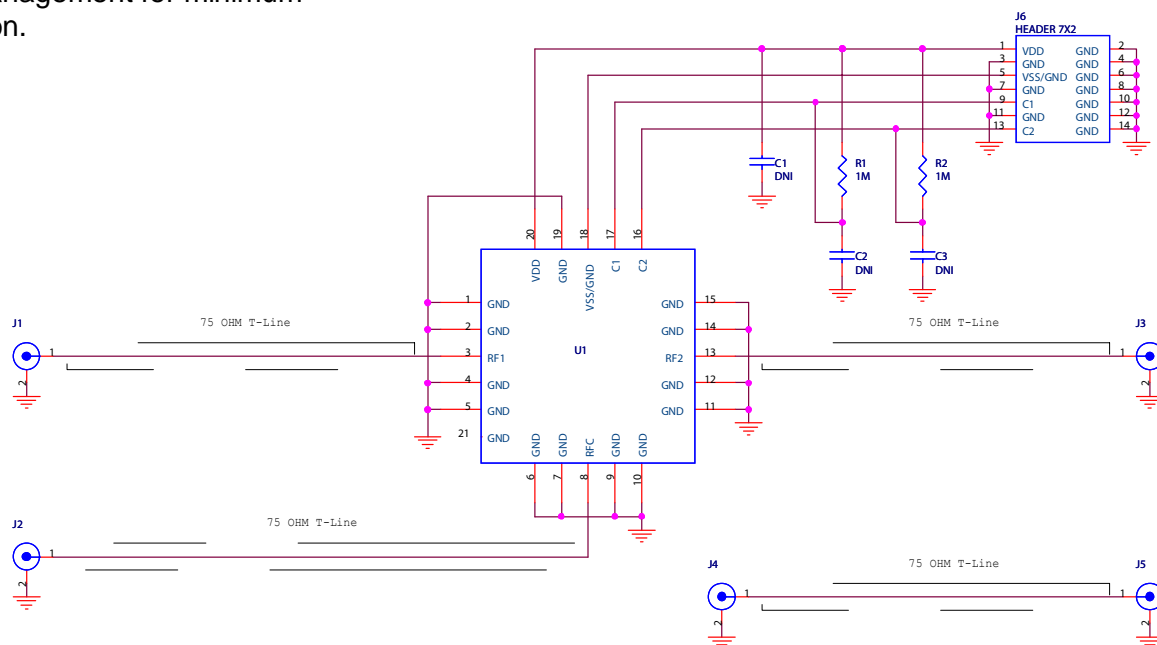 anagement for minimum
on.
J6
HEADER 7X2
1 VDD GND 2
3 GND GND 4
5 VSS/GND GND 6
7 GND GND 8
9 C1 GND 10
11 GND GND 12
13 C2 GND 14
C1
DNI
R1
1M
R2
1M
C2
DNI
C3
DNI
20 19 18 17 16
VDD GND VSS/GND C1 C2
1 GND GND 15
2 GND GND 14
3 RF1 U1 RF2 13
4 GND GND 12
5 GND GND 11
21 GND
GND GND RFC GND GND
6 7 8 9 10
J1
75 OHM T-Line
1
2
75 OHM T-Line
J3
1
2
J2
75 OHM T-Line
1
2
J4
75 OHM T-Line
J5
1
1
2
2